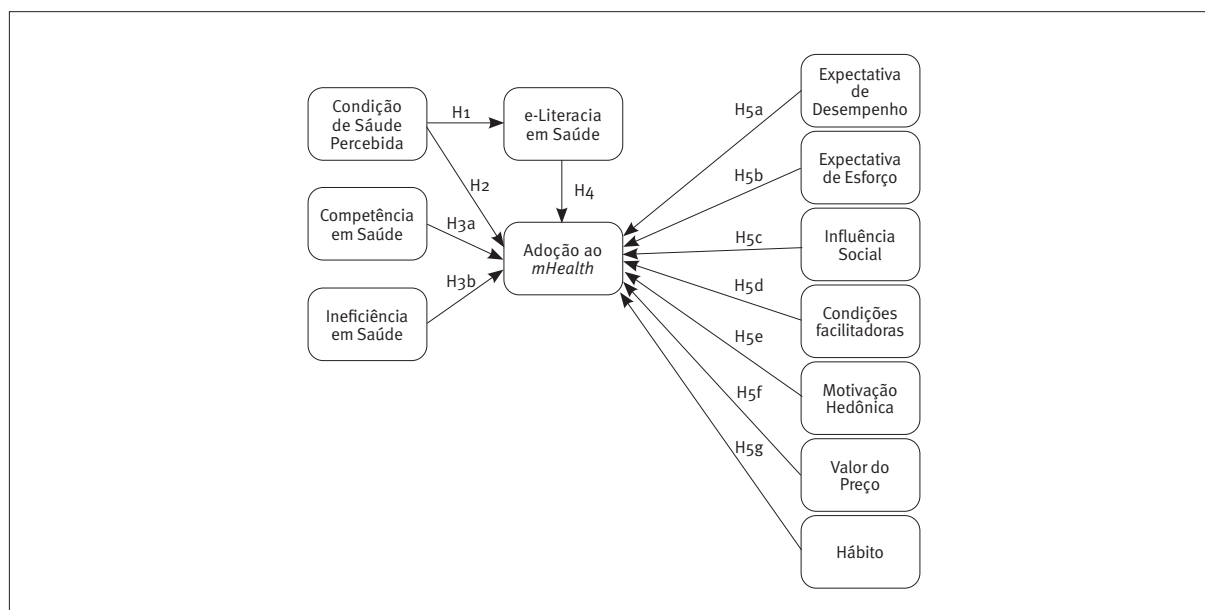 Condição
de Sáude
Percebida
H1
e-Literacia
em Saúde
H2
H4
Competência
em Saúde
H3a
Adoção ao
mHealth
H3b
Ineficiência
em Saúde
Expectativa
de
Desempenho
H5a
Expectativa
de Esforço
H5b
Influência
Social
H5c
Condições
facilitadoras
H5d
Motivação
Hedônica
H5e
Valor do
Preço
H5f
Hábito
H5g